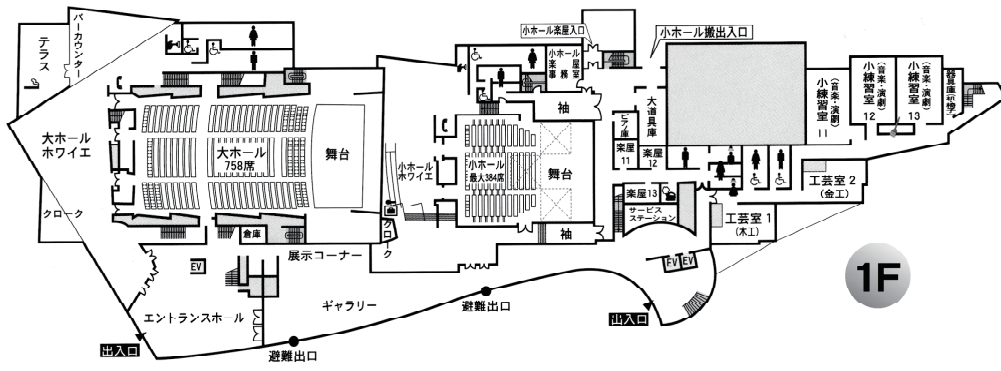 テラス
バーカウンター
大ホール
ホワイエ
クローク
大ホール
758席
舞台
倉庫
展示コーナー
EV
エントランスホール
出入口
避難出口
ギャラリー
避難出口
小ホール
ホワイエ
クローク
小ホール
最大384席
舞台
袖
袖
小ホール楽屋入口
小ホール
楽屋
事務室
小ホール搬出入口
大道具庫
ピアノ庫
楽屋
11
楽屋
12
楽屋13
サービス
ステーション
EV
EV
出入口
小練習室
(音楽・演劇)
11
小練習室
(音楽・演劇)
12
小練習室
(音楽・演劇)
13
工芸室 2
(金工)
工芸室 1
(木工)
1F